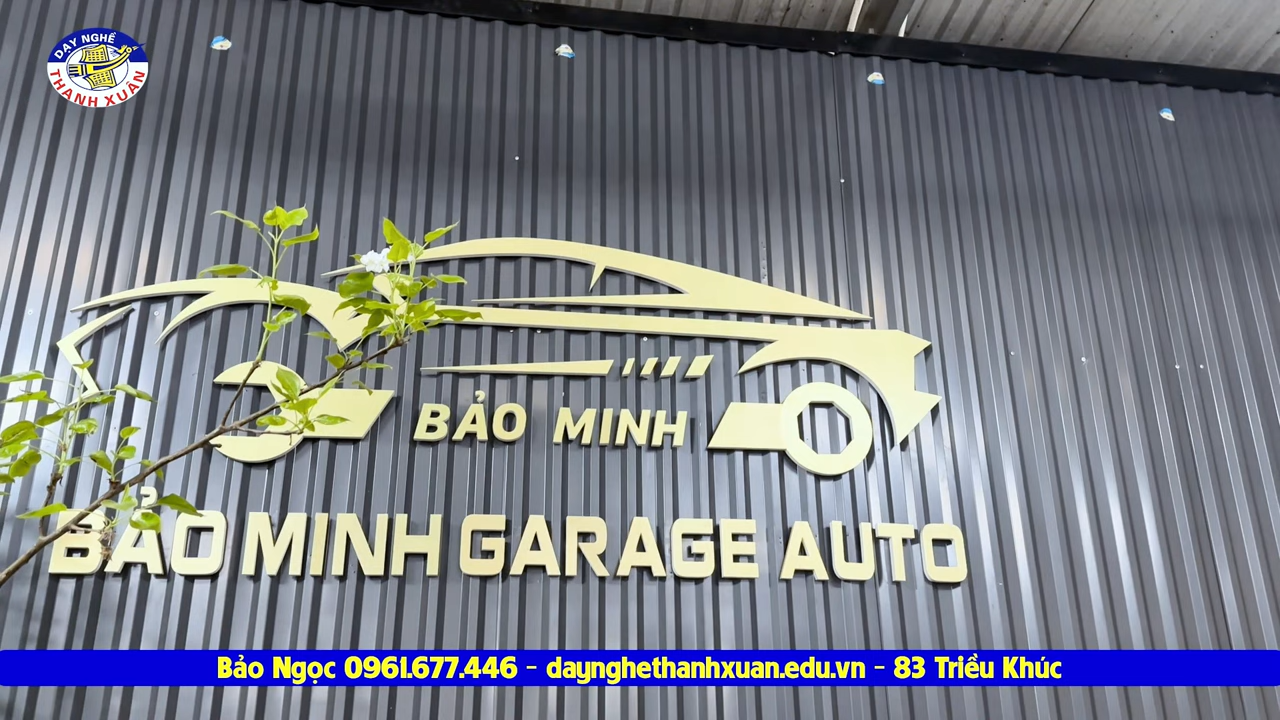 DẠY NGHỀ
THANH XUÂN
BẢO MINH
BẢO MINH GARAGE AUTO
Bảo Ngọc 0961.677.446 - daynghethanhxuan.edu.vn - 83 Triều Khúc